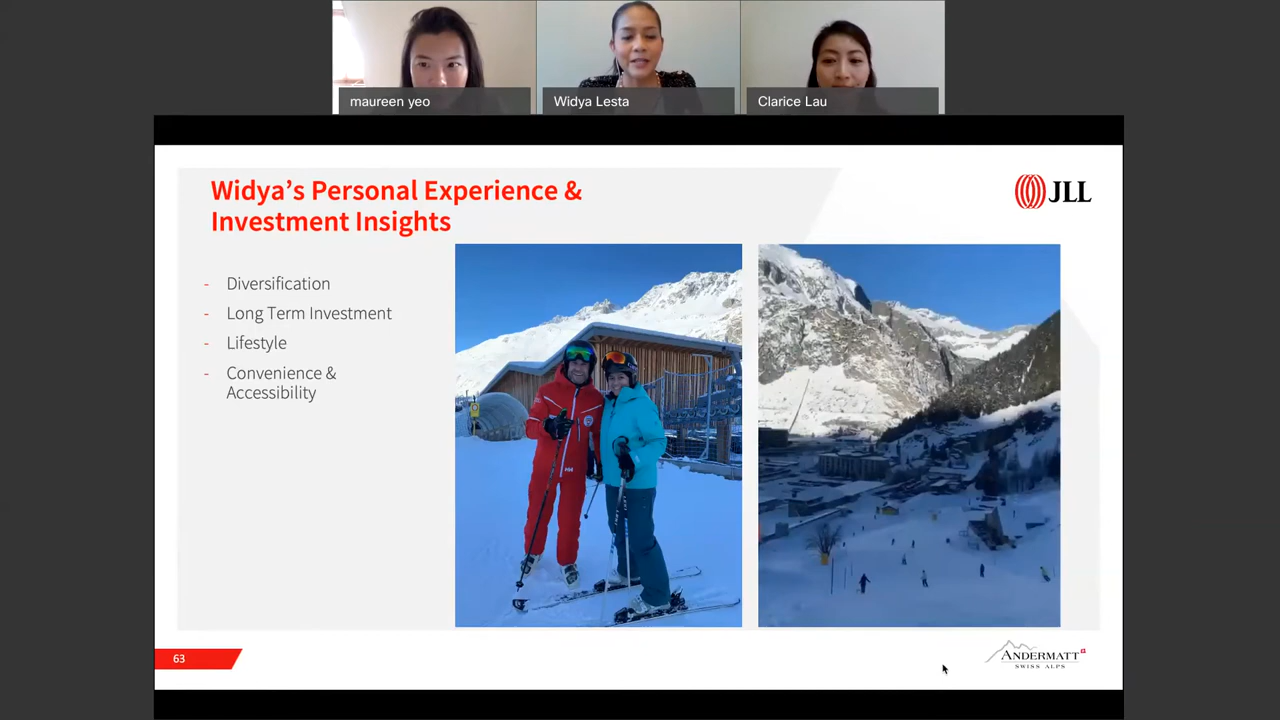 maureen yeo
Widya Lesta
Clarice Lau
Widya's Personal Experience &
Investment Insights
JLL
- Diversification
- Long Term Investment
- Lifestyle
- Convenience &
Accessibility
63
ANDERMATT
SWISS ALPS